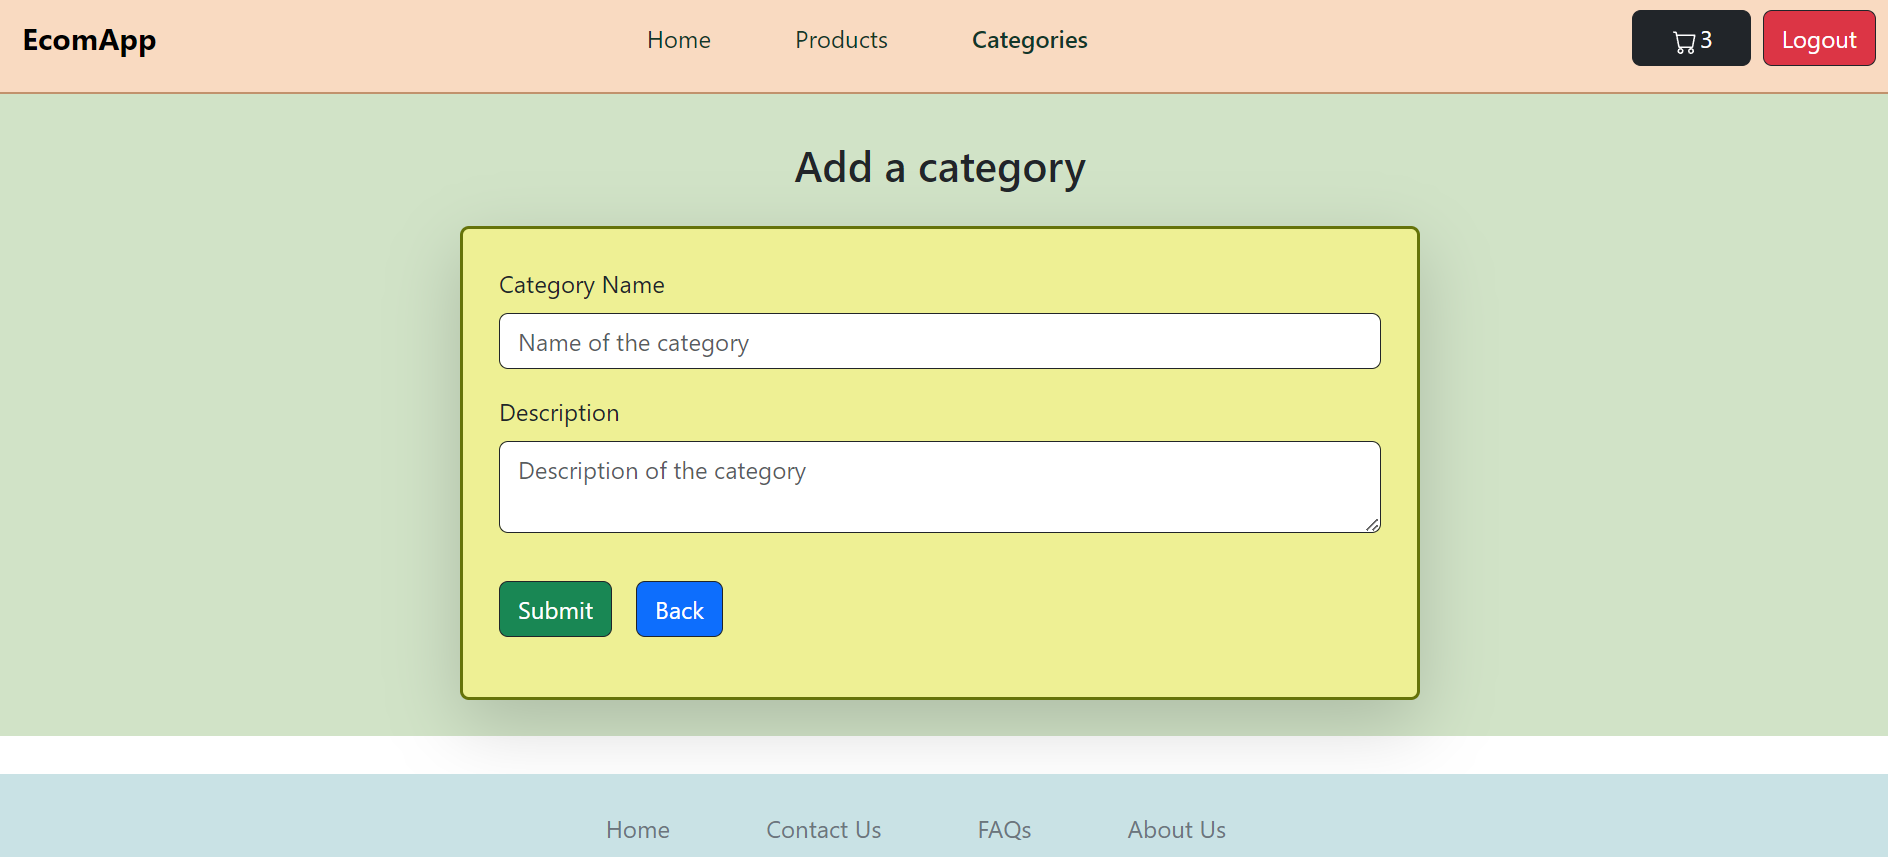 EcomApp Home Products Categories 3 Logout
Add a category
Category Name
Name of the category
Description
Description of the category
Submit Back
Home Contact Us FAQs About Us